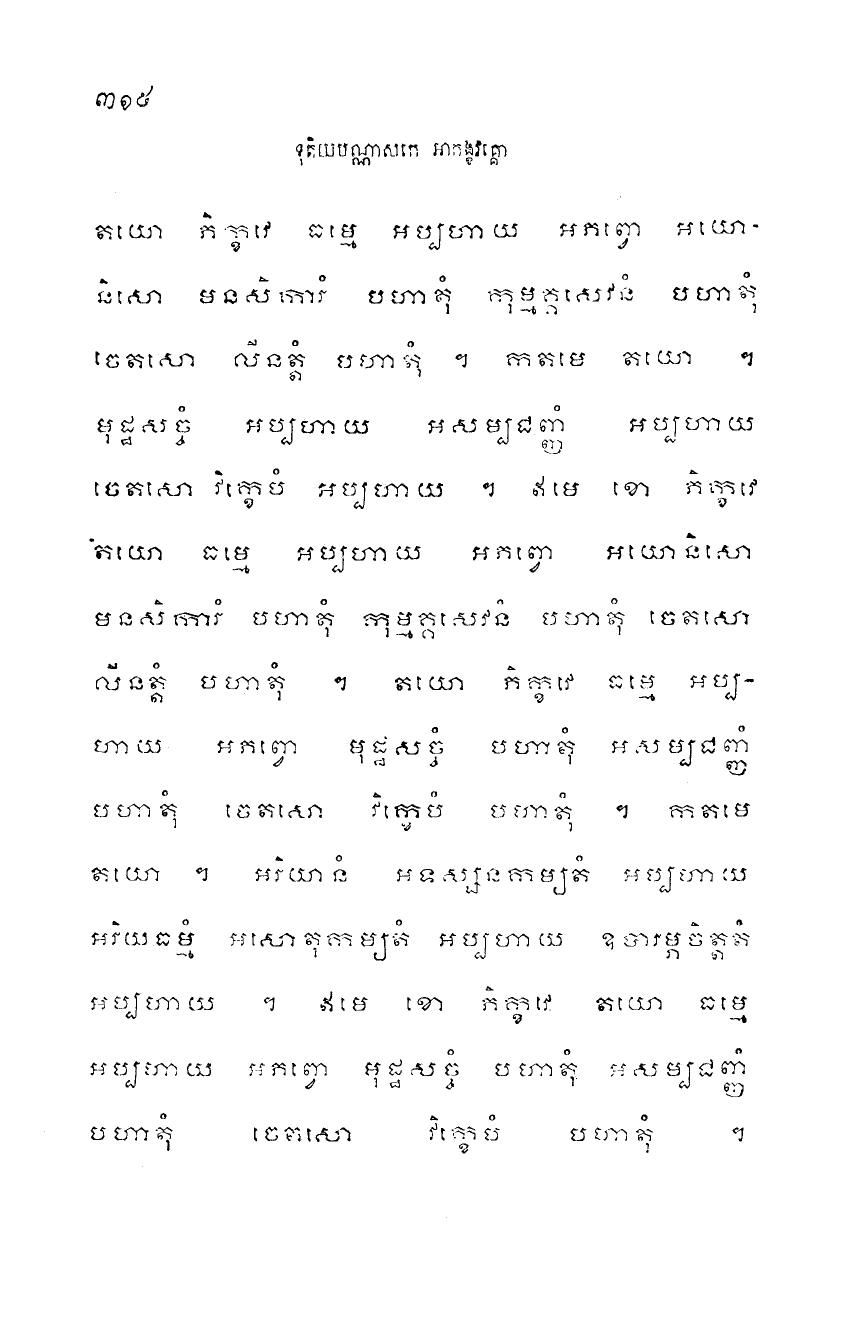 ៣១៥
ទុតិយបណ្ណាសកេ អាកង្ខវគ្គោ
តយោ ភិក្ខវេ ធម្មេ អប្បហាយ អភព្វោ អយោ-
និសោ មនសិការំ បហាតុំ កុម្មគ្គសេវនំ បហាតុំ
ចេតសោ លីនត្តំ បហាតុំ ។ កតមេ តយោ ។
មុដ្ឋសច្ចំ អប្បហាយ អសម្បជញ្ញំ អប្បហាយ
ចេតសោ វិក្ខេបំ អប្បហាយ ។ ឥមេ ខោ ភិក្ខវេ
តយោ ធម្មេ អប្បហាយ អភព្វោ អយោនិសោ
មនសិការំ បហាតុំ កុម្មគ្គសេវនំ បហាតុំ ចេតសោ
លីនត្តំ បហាតុំ ។ តយោ ភិក្ខវេ ធម្មេ អប្ប-
ហាយ អភព្វោ មុដ្ឋសច្ចំ បហាតុំ អសម្បជញ្ញំ
បហាតុំ ចេតសោ វិក្ខេបំ បហាតុំ ។ កតមេ
តយោ ។ អរិយានំ អទស្សនកម្យតំ អប្បហាយ
អរិយធម្មំ អសោតុកម្យតំ អប្បហាយ ឧបារម្ភចិត្តតំ
អប្បហាយ ។ ឥមេ ខោ ភិក្ខវេ តយោ ធម្មេ
អប្បហាយ អភព្វោ មុដ្ឋសច្ចំ បហាតុំ អសម្បជញ្ញំ
បហាតុំ ចេតសោ វិក្ខេបំ បហាតុំ ។